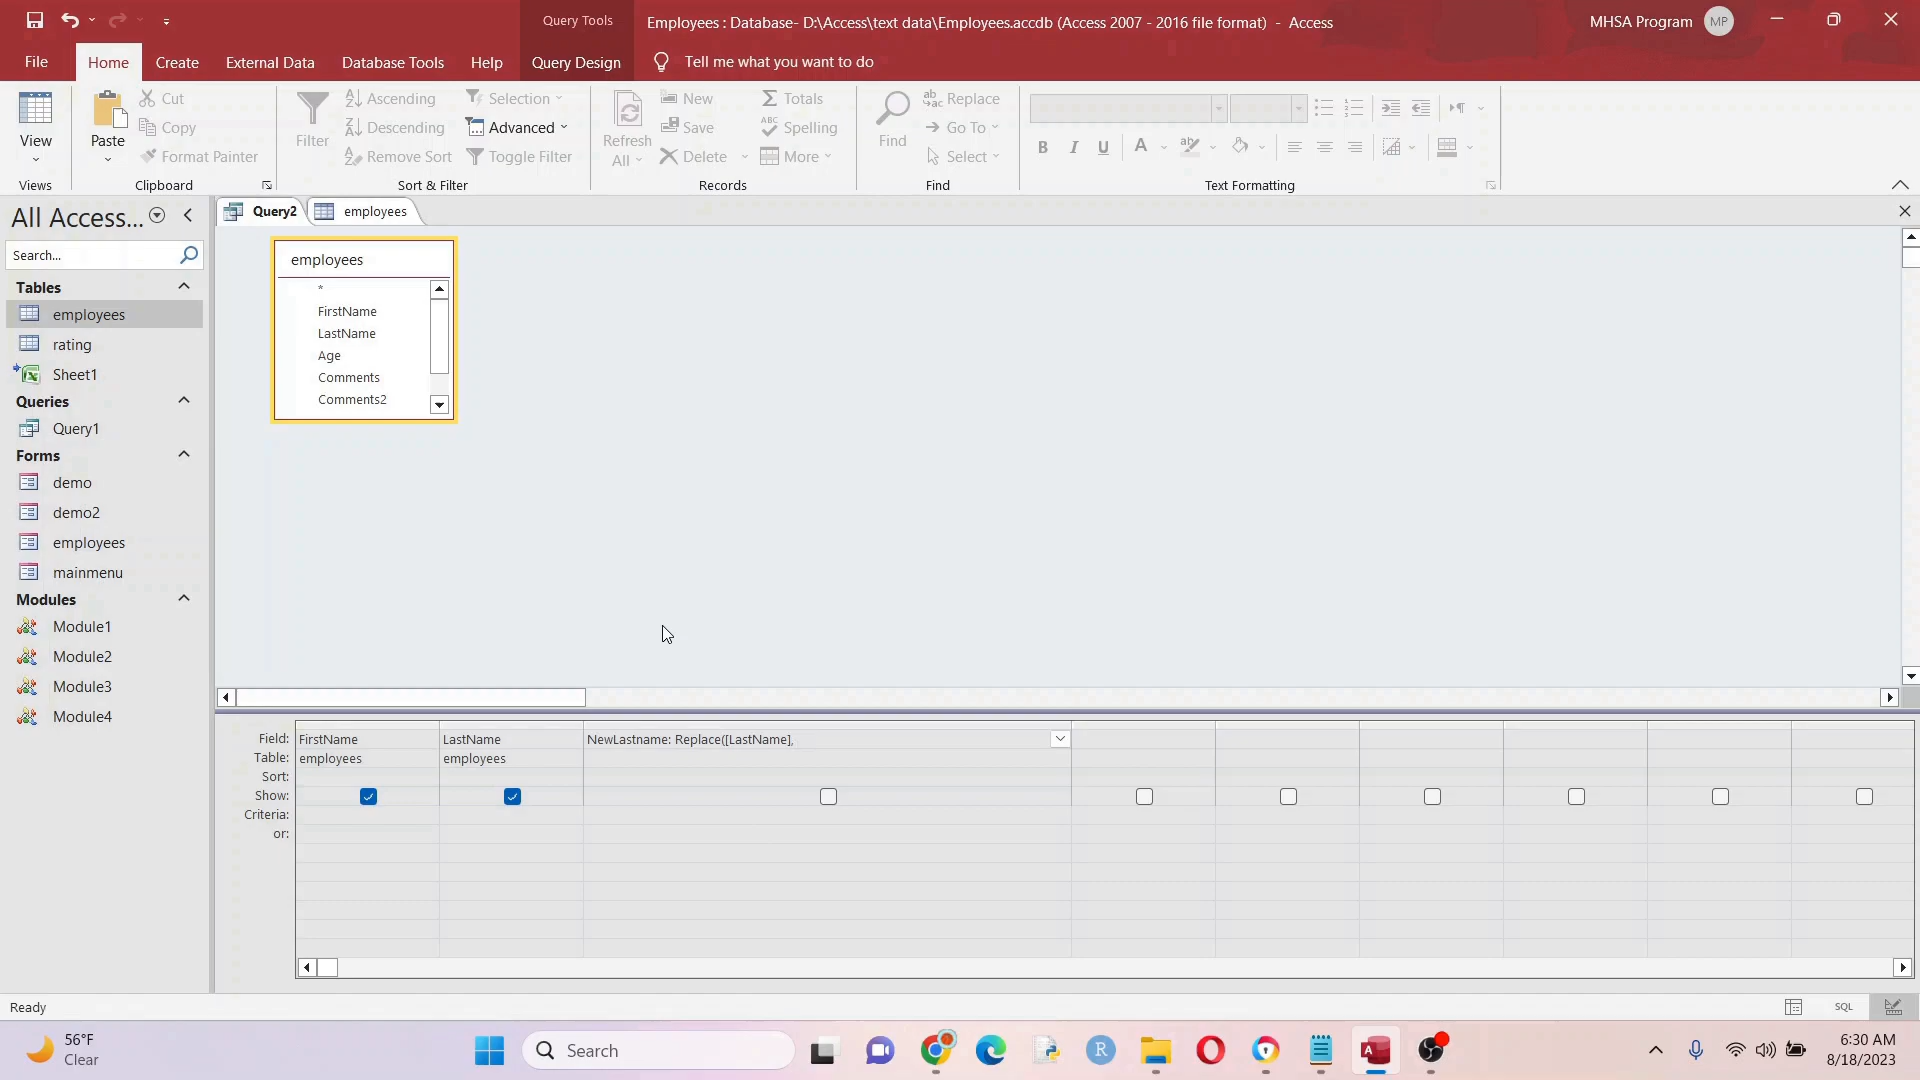 Query Tools
Employees : Database- D:\Access\text data\Employees.accdb (Access 2007 - 2016 file format) - Access
MHSA Program
MP
File
Home
Create
External Data
Database Tools
Help
Query Design
Tell me what you want to do
View
Views
Paste
Cut
Copy
Format Painter
Clipboard
Filter
Ascending
Descending
Remove Sort
Selection
Advanced
Toggle Filter
Sort & Filter
Refresh
All
New
Save
Delete
Totals
Spelling
More
Records
Find
Replace
Go To
Select
Find
B I U A
Text Formatting
All Access...
Search...
Tables
employees
rating
Sheet1
Queries
Query1
Forms
demo
demo2
employees
mainmenu
Modules
Module1
Module2
Module3
Module4
Query2
employees
employees
*
FirstName
LastName
Age
Comments
Comments2
Field: FirstName LastName NewLastname: Replace([LastName],
Table: employees employees
Sort:
Show:
Criteria:
or:
Ready
SQL
56°F
Clear
Search
6:30 AM
8/18/2023